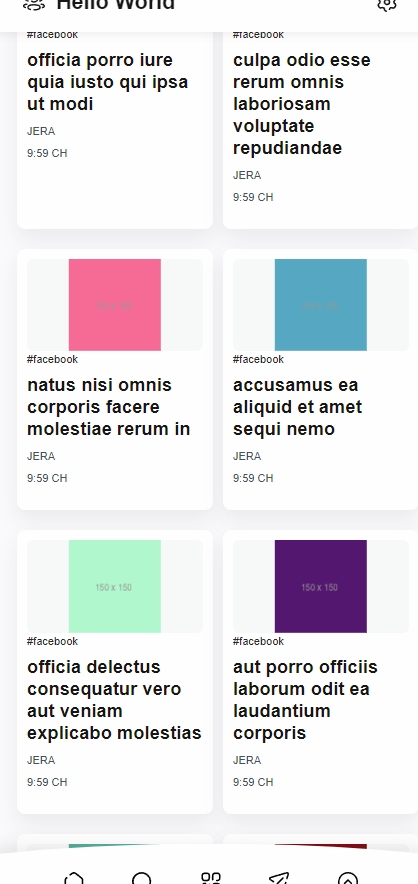 Hello World
#facebook
officia porro iure
quia iusto qui ipsa
ut modi
JERA
9:59 CH
#facebook
culpa odio esse
rerum omnis
laboriosam
voluptate
repudiandae
JERA
9:59 CH
#facebook
natus nisi omnis
corporis facere
molestiae rerum in
JERA
9:59 CH
#facebook
accusamus ea
aliquid et amet
sequi nemo
JERA
9:59 CH
150 x 150
#facebook
officia delectus
consequatur vero
aut veniam
explicabo molestias
JERA
9:59 CH
150 x 150
#facebook
aut porro officiis
laborum odit ea
laudantium
corporis
JERA
9:59 CH